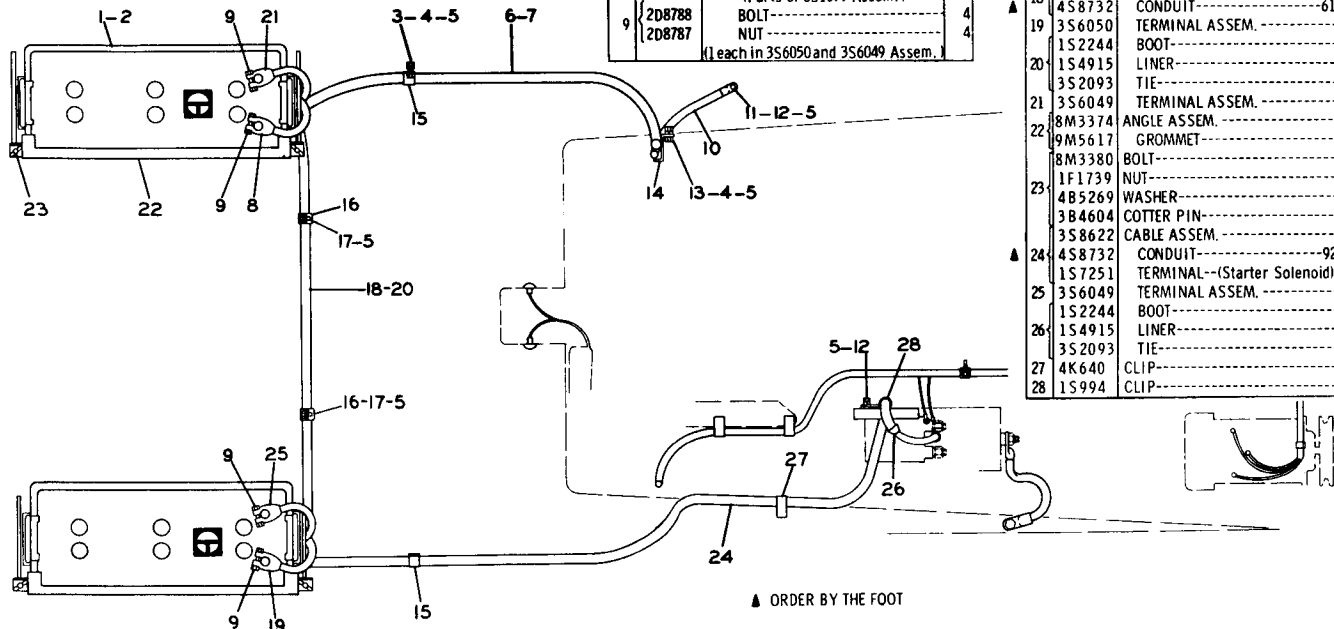 9
2D8788 BOLT 4
2D8787 NUT 4
(1 each in 3S6050 and 3S6049 Assem.)
▲ 4S8732 CONDUIT 61
19 3S6050 TERMINAL ASSEM.
20 1S2244 BOOT
1S4915 LINER
3S2093 TIE
21 3S6049 TERMINAL ASSEM.
22 8M3374 ANGLE ASSEM.
9M5617 GROMMET
23 8M3380 BOLT
1F1739 NUT
4B5269 WASHER
3B4604 COTTER PIN
3S8622 CABLE ASSEM.
▲ 24 4S8732 CONDUIT 92
1S7251 TERMINAL--(Starter Solenoid)
25 3S6049 TERMINAL ASSEM.
26 1S2244 BOOT
1S4915 LINER
3S2093 TIE
27 4K640 CLIP
28 1S994 CLIP
1-2
9
21
3-4-5
6-7
15
11-12-5
10
14
13-4-5
23
22
9
8
16
17-5
18-20
16-17-5
5-12
28
27
26
24
9
25
9
19
15
▲ ORDER BY THE FOOT